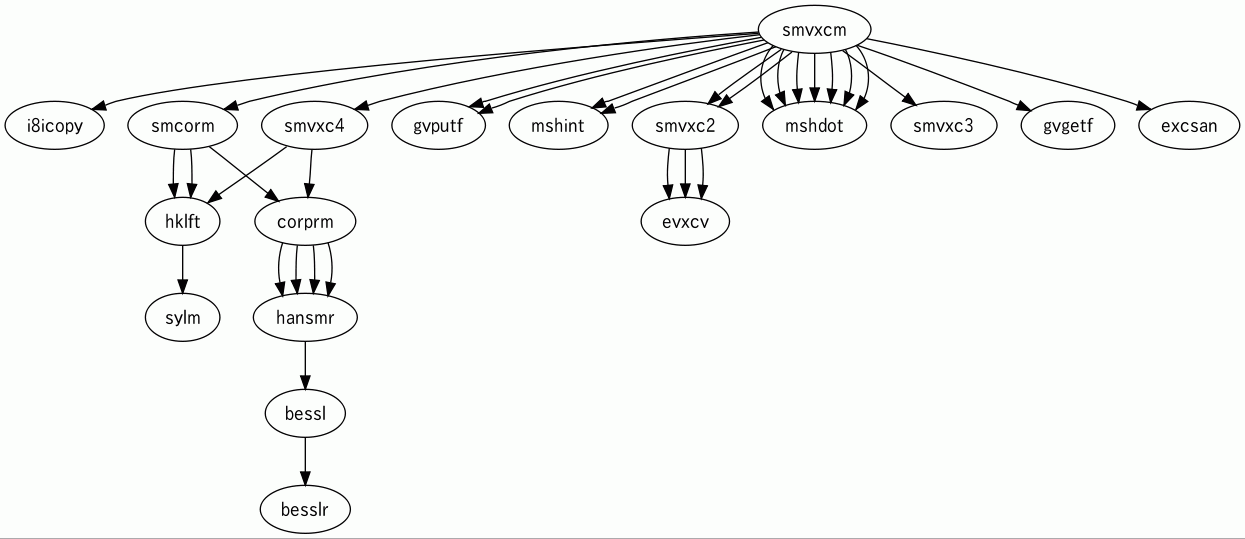 smvxcm
i8icopy
smcorm
smvxc4
gvputf
mshint
smvxc2
mshdot
smvxc3
gvgetf
excsan
hklft
corprm
evxcv
sylm
hansmr
bessl
besslr